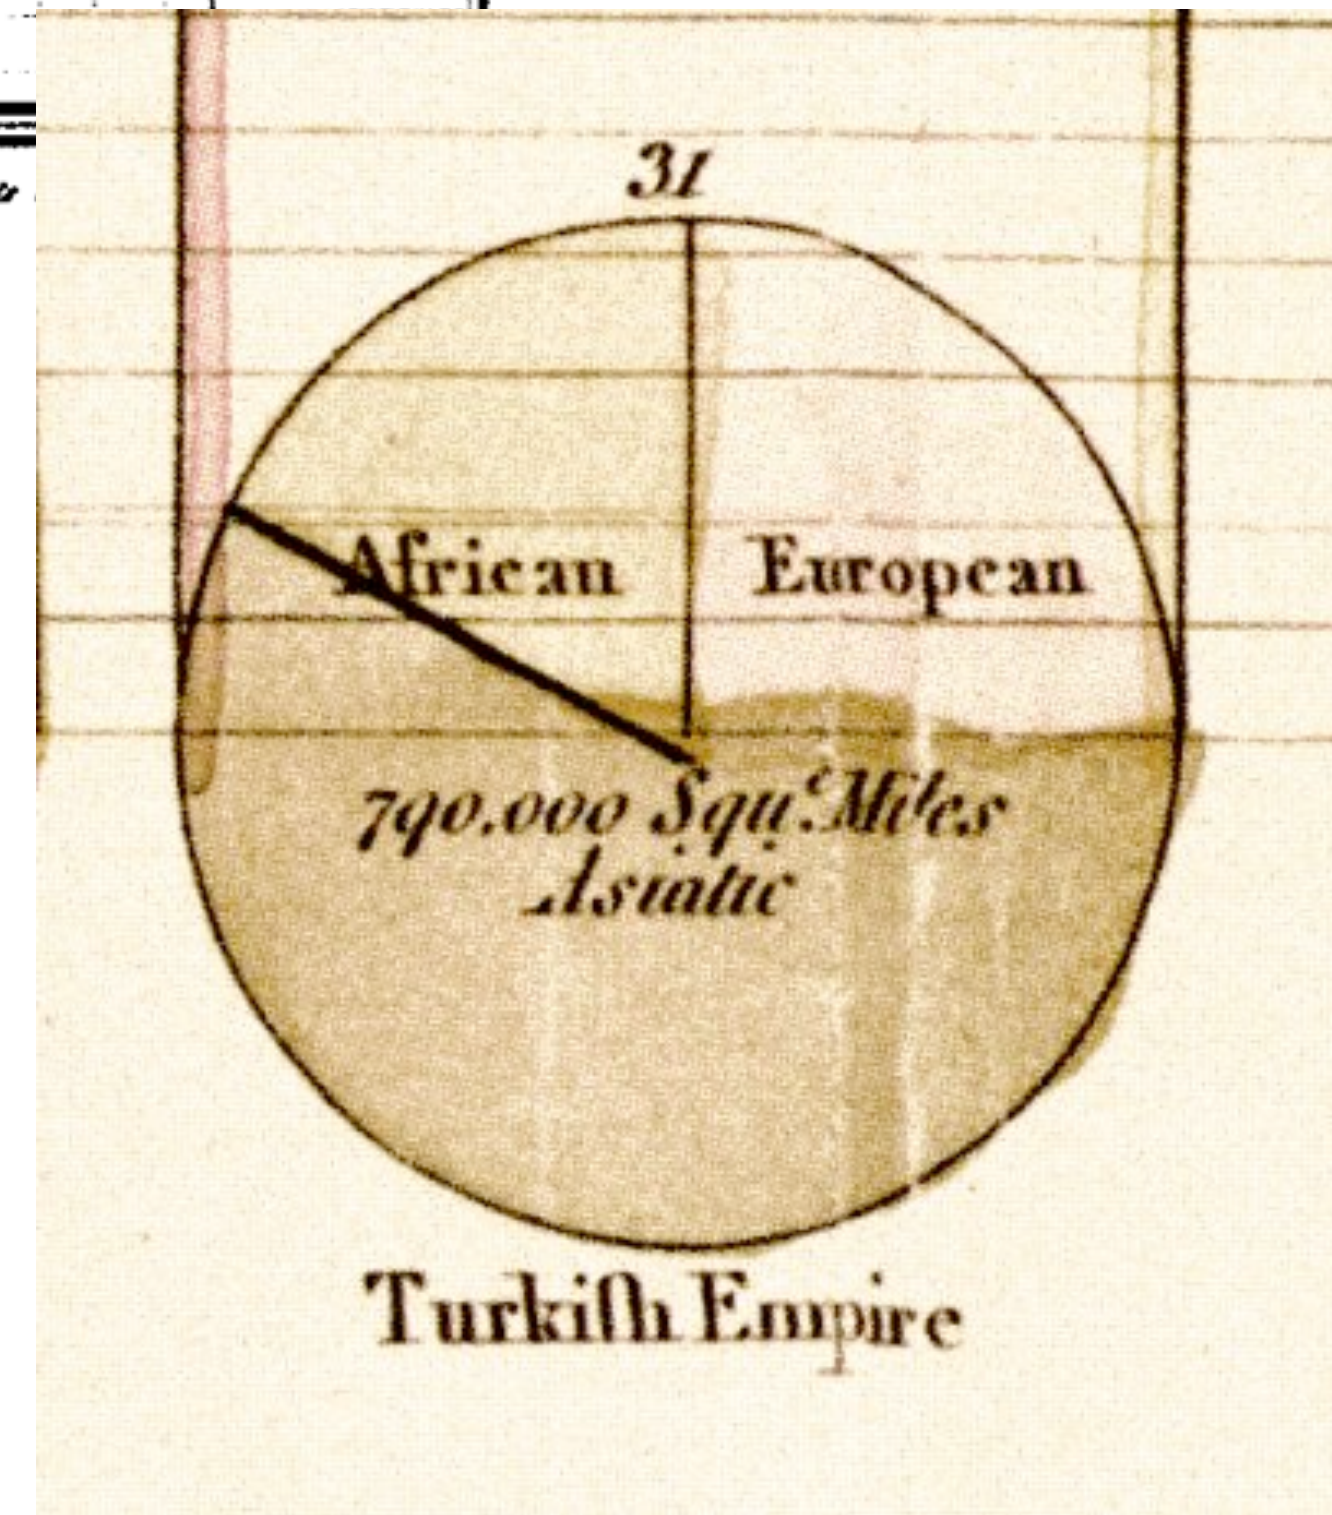 31
African European
790.000 Squ.ᵉ Miles
Asiatic
Turkiſh Empire